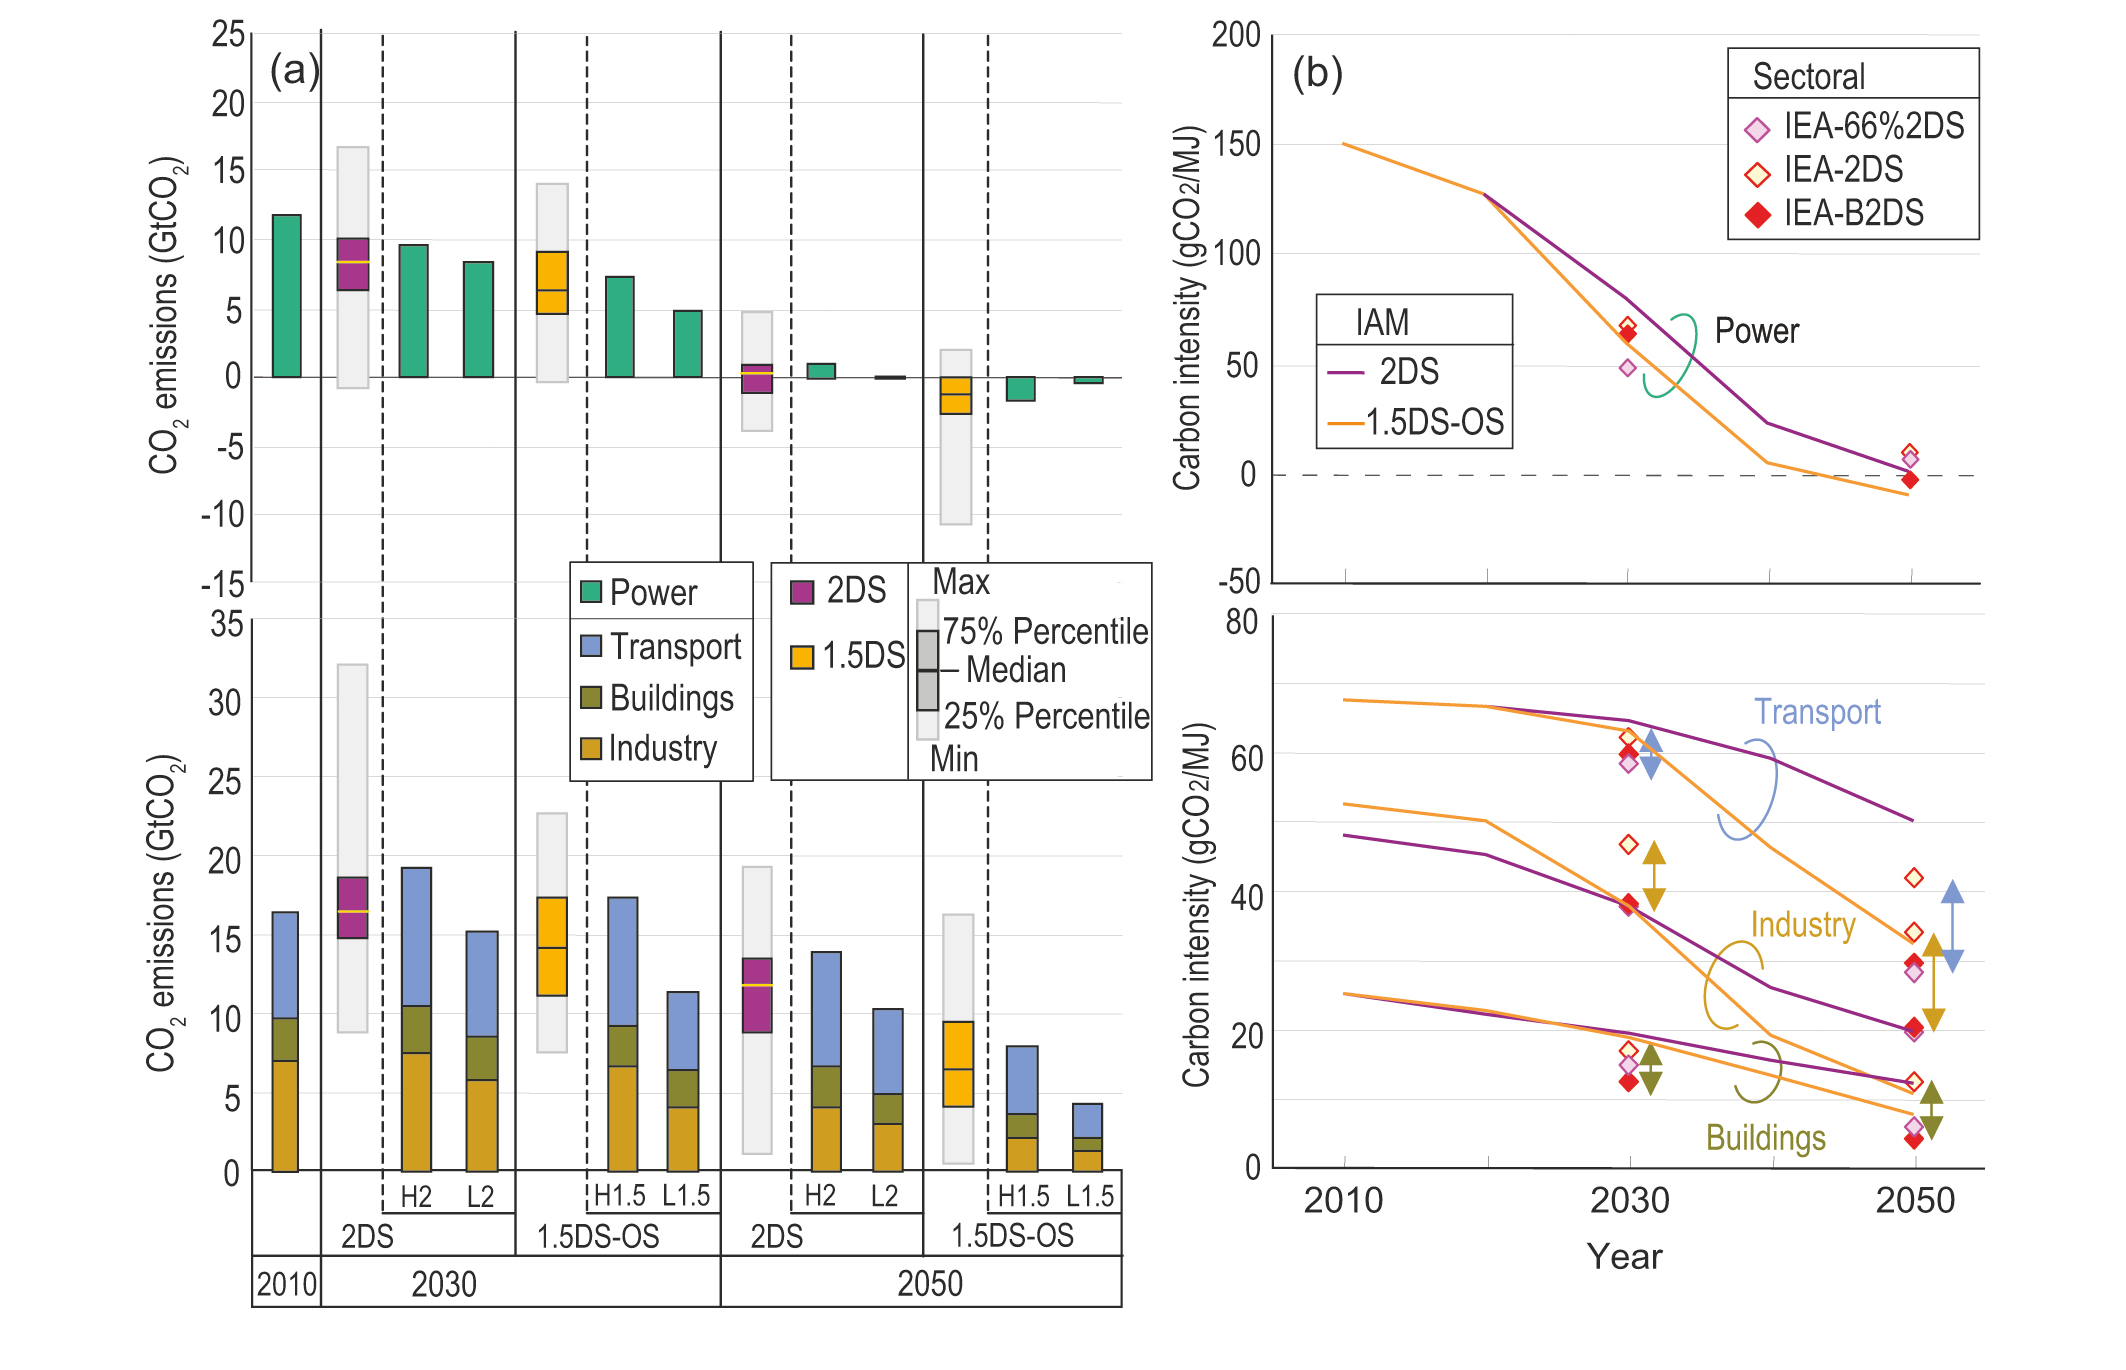 (a)
25
20
15
10
5
0
-5
-10
-15
CO2 emissions (GtCO2)
Power
Transport
Buildings
Industry
2DS
1.5DS
Max
75% Percentile
Median
25% Percentile
Min
35
30
25
20
15
10
5
0
CO2 emissions (GtCO2)
H2 L2 H1.5 L1.5 H2 L2 H1.5 L1.5
2DS 1.5DS-OS 2DS 1.5DS-OS
2010 2030 2050
(b)
200
150
100
50
0
-50
Carbon intensity (gCO2/MJ)
Sectoral
IEA-66%2DS
IEA-2DS
IEA-B2DS
IAM
2DS
1.5DS-OS
Power
80
60
40
20
0
Carbon intensity (gCO2/MJ)
Transport
Industry
Buildings
2010 2030 2050
Year